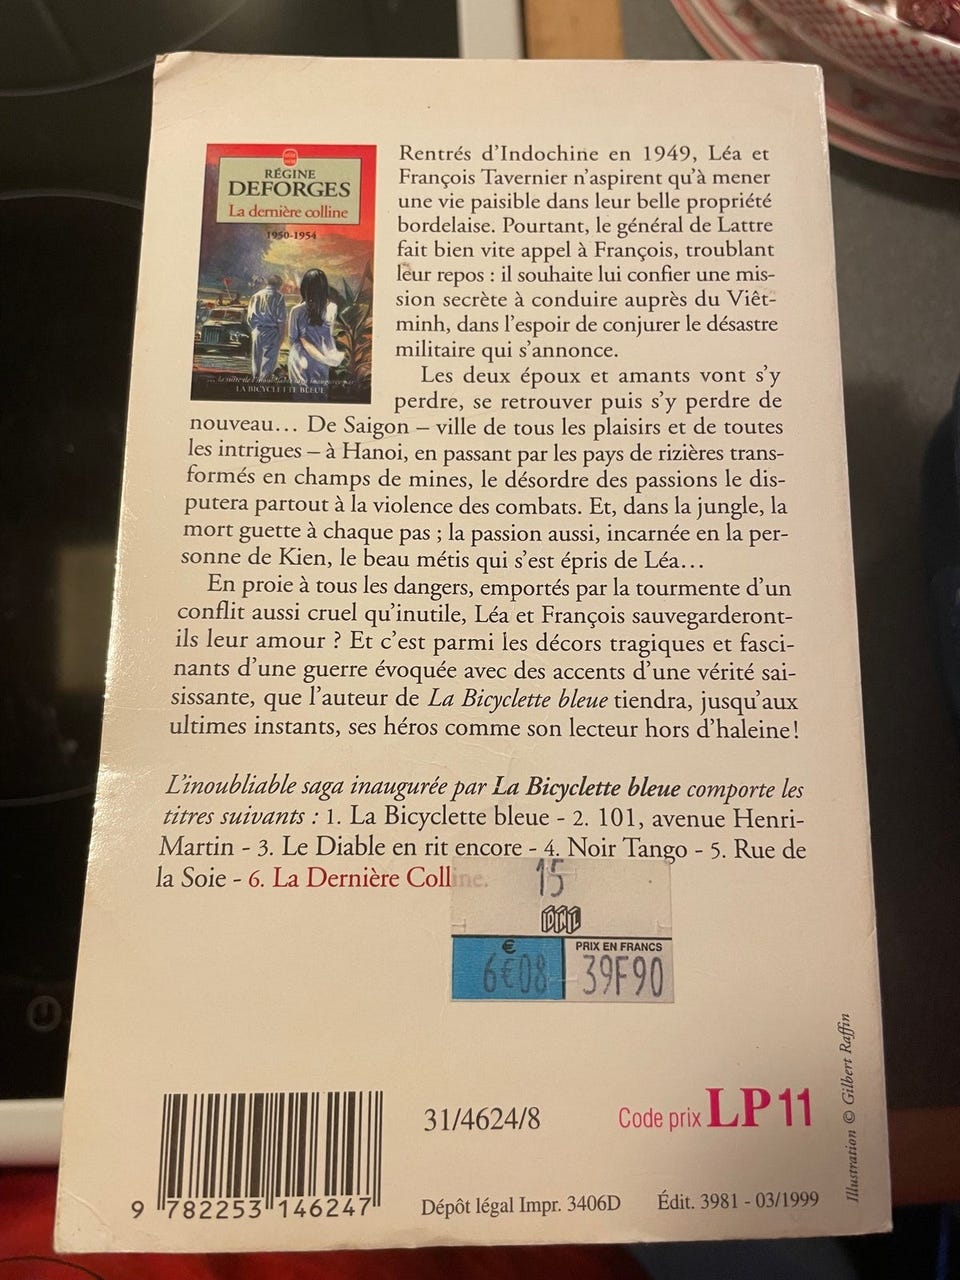 RÉGINE
DEFORGES
La dernière colline
1950-1954
LA BICYCLETTE BLEUE
Rentrés d'Indochine en 1949, Léa et
François Tavernier n'aspirent qu'à mener
une vie paisible dans leur belle propriété
bordelaise. Pourtant, le général de Lattre
fait bien vite appel à François, troublant
leur repos : il souhaite lui confier une mis-
sion secrète à conduire auprès du Viêt-
minh, dans l'espoir de conjurer le désastre
militaire qui s'annonce.
Les deux époux et amants vont s'y
perdre, se retrouver puis s'y perdre de
nouveau... De Saigon – ville de tous les plaisirs et de toutes
les intrigues – à Hanoi, en passant par les pays de rizières trans-
formés en champs de mines, le désordre des passions le dis-
putera partout à la violence des combats. Et, dans la jungle, la
mort guette à chaque pas ; la passion aussi, incarnée en la per-
sonne de Kien, le beau métis qui s'est épris de Léa...
En proie à tous les dangers, emportés par la tourmente d'un
conflit aussi cruel qu'inutile, Léa et François sauvegarderont-
ils leur amour ? Et c'est parmi les décors tragiques et fasci-
nants d'une guerre évoquée avec des accents d'une vérité sai-
sissante, que l'auteur de La Bicyclette bleue tiendra, jusqu'aux
ultimes instants, ses héros comme son lecteur hors d'haleine!
L'inoubliable saga inaugurée par La Bicyclette bleue comporte les
titres suivants : 1. La Bicyclette bleue - 2. 101, avenue Henri-
Martin - 3. Le Diable en rit encore - 4. Noir Tango - 5. Rue de
la Soie - 6. La Dernière Colline.
15
DNL
€ PRIX EN FRANCS
6€08 39F90
31/4624/8
Code prix LP 11
9 782253 146247
Dépôt légal Impr. 3406D Édit. 3981 - 03/1999
Illustration © Gilbert Raffin